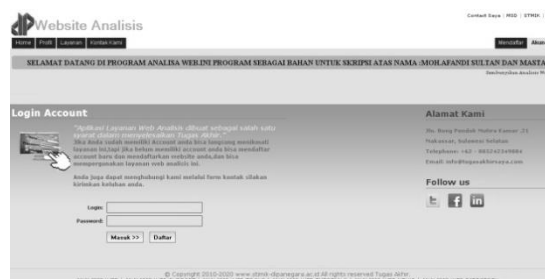 Contact Saya | MSD | STMIK |
Website Analisis
Home Profil Layanan Kontak Kami
Mendaftar Akun
SELAMAT DATANG DI PROGRAM ANALISA WEB.INI PROGRAM SEBAGAI BAHAN UNTUK SKRIPSI ATAS NAMA :MOH.AFANDI SULTAN DAN MASTA
Login Account
"Aplikasi Layanan Web Analisis dibuat sebagai salah satu
syarat dalam menyelesaikan Tugas Akhir."
Jika Anda sudah memiliki Account anda bisa langsung menikmati
layanan ini,tapi jika belum memiliki account anda bisa mendaftar
account baru dan mendaftarkan website anda,dan bisa
mempergunakan layanan web analisis ini.
Anda juga dapat menghubungi kami melalui form kontak silakan
kirimkan keluhan anda.
Login:
Password:
Masuk >> Daftar
Alamat Kami
Makassar, Sulawesi Selatan
Telephone:
Email:
Follow us
© Copyright 2010-2020 www.stmik-dipanegara.ac.id All rights reserved Tugas Akhir.